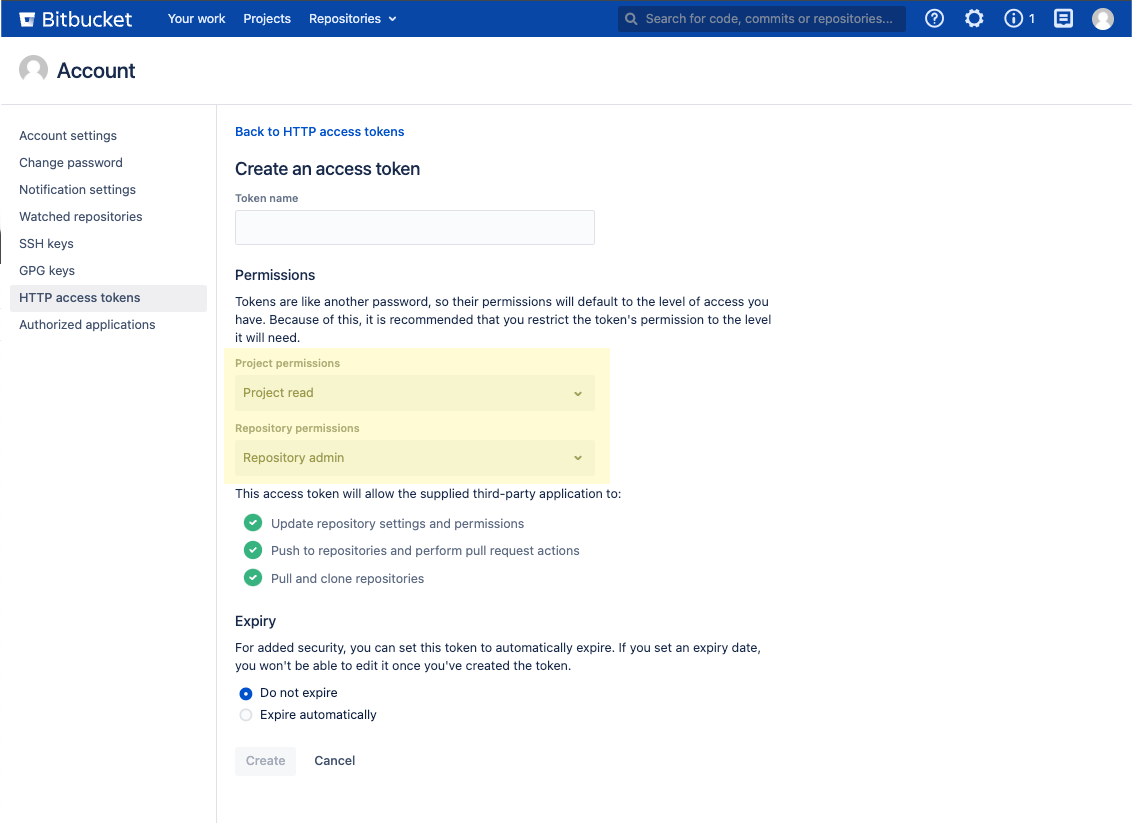 Bitbucket
Your work Projects Repositories
Search for code, commits or repositories...
1
Account
Account settings
Change password
Notification settings
Watched repositories
SSH keys
GPG keys
HTTP access tokens
Authorized applications
Back to HTTP access tokens
Create an access token
Token name
Permissions
Tokens are like another password, so their permissions will default to the level of access you
have. Because of this, it is recommended that you restrict the token's permission to the level
it will need.
Project permissions
Project read
Repository permissions
Repository admin
This access token will allow the supplied third-party application to:
Update repository settings and permissions
Push to repositories and perform pull request actions
Pull and clone repositories
Expiry
For added security, you can set this token to automatically expire. If you set an expiry date,
you won't be able to edit it once you've created the token.
Do not expire
Expire automatically
Create Cancel